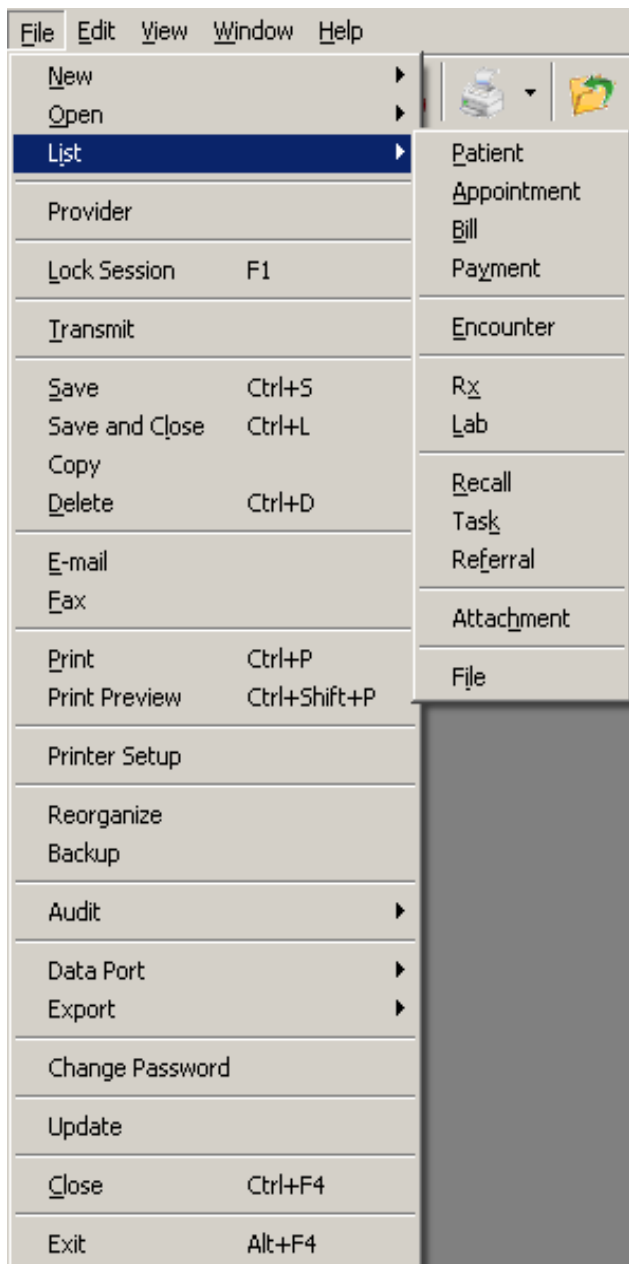 File Edit View Window Help
New
Open
List
Provider
Lock Session F1
Transmit
Save Ctrl+S
Save and Close Ctrl+L
Copy
Delete Ctrl+D
E-mail
Fax
Print Ctrl+P
Print Preview Ctrl+Shift+P
Printer Setup
Reorganize
Backup
Audit
Data Port
Export
Change Password
Update
Close Ctrl+F4
Exit Alt+F4
Patient
Appointment
Bill
Payment
Encounter
Rx
Lab
Recall
Task
Referral
Attachment
File